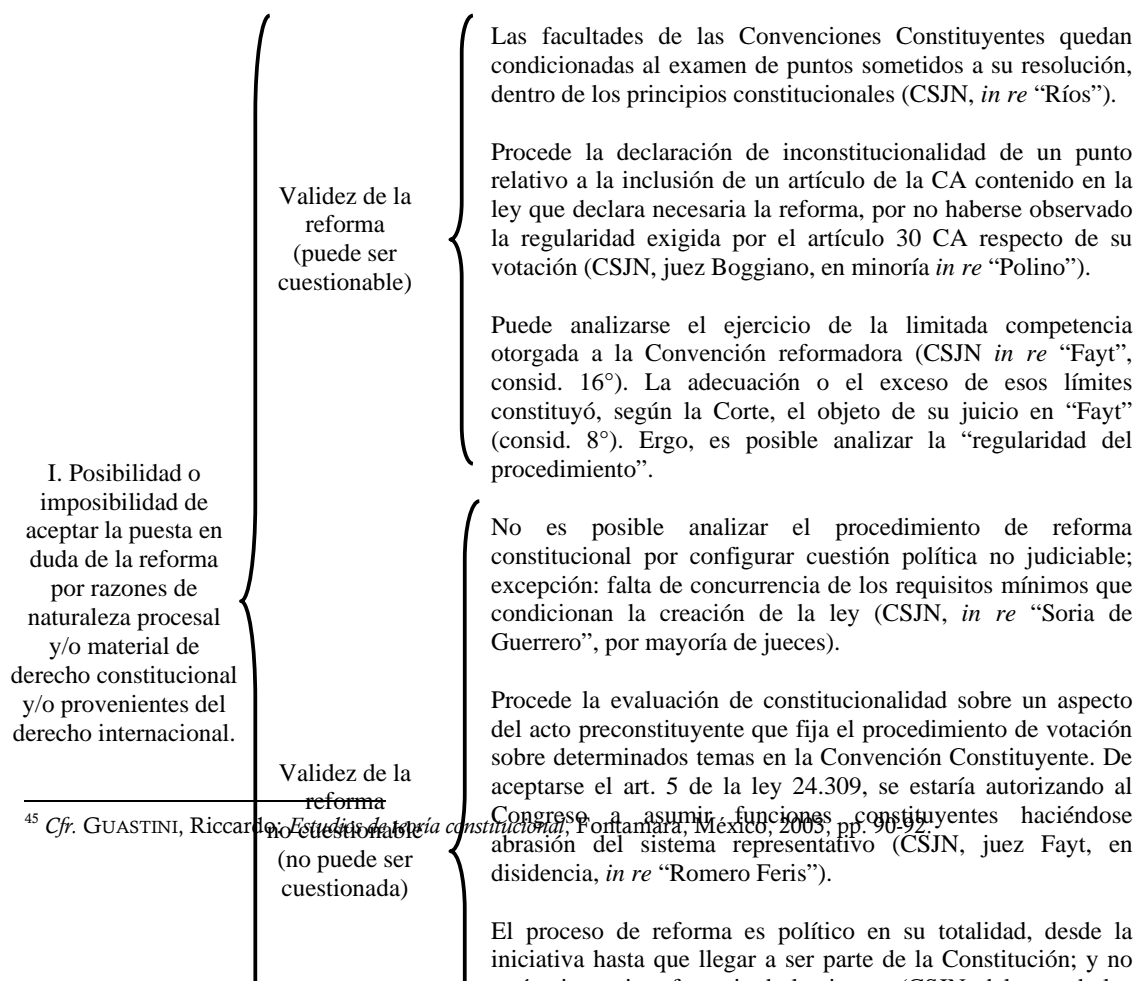 I. Posibilidad o
imposibilidad de
aceptar la puesta en
duda de la reforma
por razones de
naturaleza procesal
y/o material de
derecho constitucional
y/o provenientes del
derecho internacional.
Validez de la
reforma
(puede ser
cuestionable)
Las facultades de las Convenciones Constituyentes quedan
condicionadas al examen de puntos sometidos a su resolución,
dentro de los principios constitucionales (CSJN, in re “Ríos”).
Procede la declaración de inconstitucionalidad de un punto
relativo a la inclusión de un artículo de la CA contenido en la
ley que declara necesaria la reforma, por no haberse observado
la regularidad exigida por el artículo 30 CA respecto de su
votación (CSJN, juez Boggiano, en minoría in re “Polino”).
Puede analizarse el ejercicio de la limitada competencia
otorgada a la Convención reformadora (CSJN in re “Fayt”,
consid. 16°). La adecuación o el exceso de esos límites
constituyó, según la Corte, el objeto de su juicio en “Fayt”
(consid. 8°). Ergo, es posible analizar la “regularidad del
procedimiento”.
Validez de la
reforma
no cuestionable
(no puede ser
cuestionada)
No es posible analizar el procedimiento de reforma
constitucional por configurar cuestión política no judiciable;
excepción: falta de concurrencia de los requisitos mínimos que
condicionan la creación de la ley (CSJN, in re “Soria de
Guerrero”, por mayoría de jueces).
Procede la evaluación de constitucionalidad sobre un aspecto
del acto preconstituyente que fija el procedimiento de votación
sobre determinados temas en la Convención Constituyente. De
aceptarse el art. 5 de la ley 24.309, se estaría autorizando al
Congreso a asumir funciones constituyentes haciéndose
abrasión del sistema representativo (CSJN, juez Fayt, en
disidencia, in re “Romero Feris”).
El proceso de reforma es político en su totalidad, desde la
iniciativa hasta que llegar a ser parte de la Constitución; y no
45 Cfr. GUASTINI, Riccardo: Estudios de teoría constitucional, Fontamara, México, 2003, pp. 90-92.